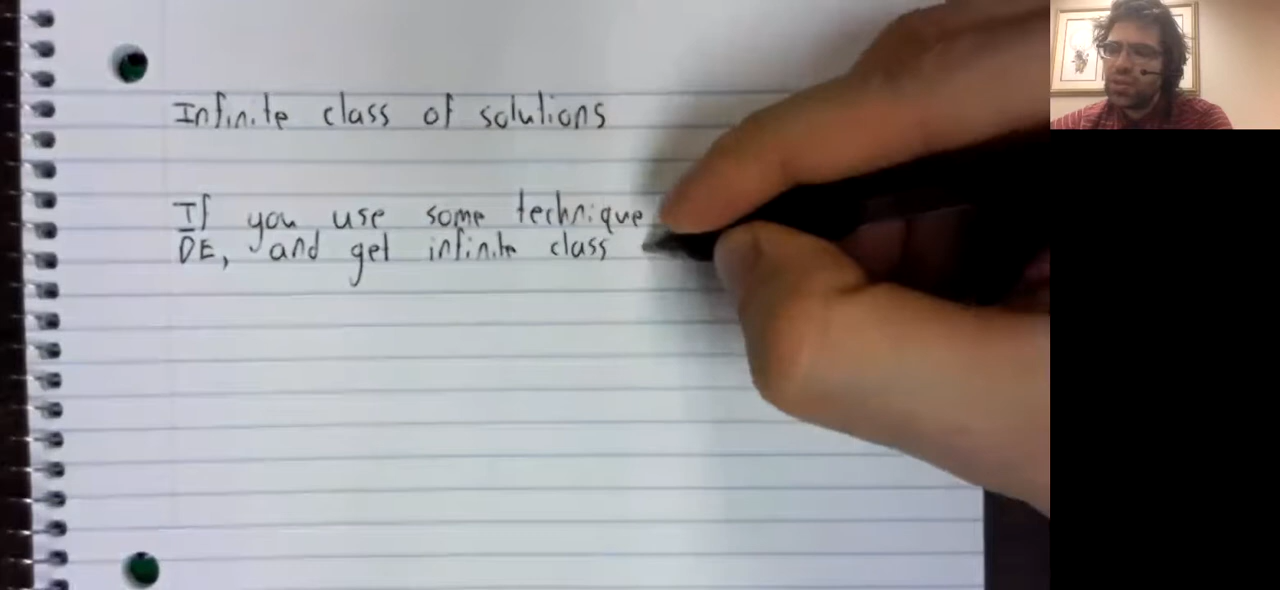 Infinite class of solutions
If you use some technique
DE, and get infinite class